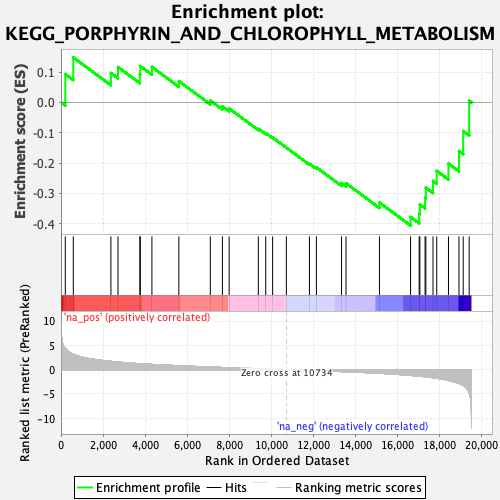 Enrichment plot:
KEGG_PORPHYRIN_AND_CHLOROPHYLL_METABOLISM
Enrichment score (ES)
0.1
0.0
-0.1
-0.2
-0.3
-0.4
'na_pos' (positively correlated)
Ranked list metric (PreRanked)
10
5
0
-5
-10
Zero cross at 10734
'na_neg' (negatively correlated)
0 2,000 4,000 6,000 8,000 10,000 12,000 14,000 16,000 18,000 20,000
Rank in Ordered Dataset
Enrichment profile Hits Ranking metric scores